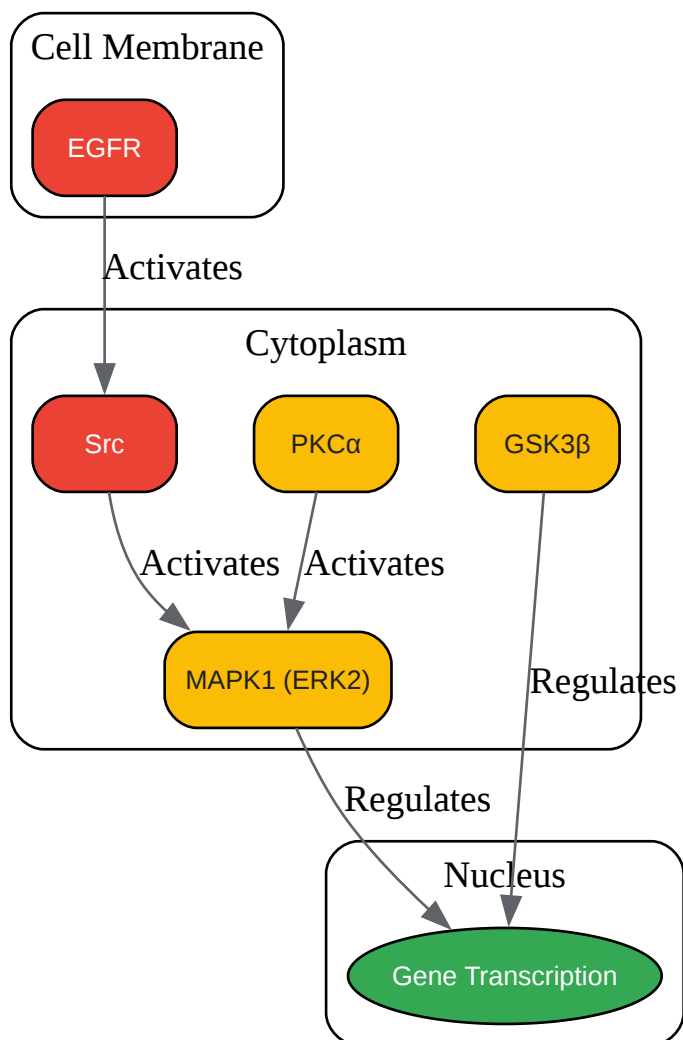 Cell Membrane
EGFR
Activates
Cytoplasm
Src
PKCα
GSK3β
Activates
Activates
MAPK1 (ERK2)
Regulates
Regulates
Nucleus
Gene Transcription